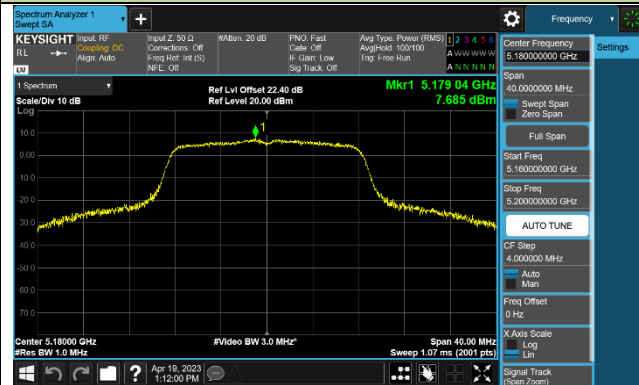 Spectrum Analyzer 1
Swept SA
+
Frequency
KEYSIGHT
RL
Input: RF
Coupling: DC
Align: Auto
Input Z: 50 Ω
Corrections: Off
Freq Ref: Int (S)
NFE: Off
#Atten: 20 dB
PNO: Fast
Gate: Off
IF Gain: Low
Sig Track: Off
Avg Type: Power (RMS)
Avg|Hold: 100/100
Trig: Free Run
1 2 3 4 5 6
A W W W W W
A N N N N N
1 Spectrum
Scale/Div 10 dB
Log
Ref Lvl Offset 22.40 dB
Ref Level 20.00 dBm
Mkr1 5.179 04 GHz
7.685 dBm
1
10.0
0.00
-10.0
-20.0
-30.0
-40.0
-50.0
-60.0
70.0
Center 5.18000 GHz
#Res BW 1.0 MHz
#Video BW 3.0 MHz*
Span 40.00 MHz
Sweep 1.07 ms (2001 pts)
Center Frequency
5.180000000 GHz
Settings
Span
40.0000000 MHz
Swept Span
Zero Span
Full Span
Start Freq
5.160000000 GHz
Stop Freq
5.200000000 GHz
AUTO TUNE
CF Step
4.000000 MHz
Auto
Man
Freq Offset
0 Hz
X Axis Scale
Log
Lin
Signal Track
(Span Zoom)
?
Apr 19, 2023
1:12:00 PM